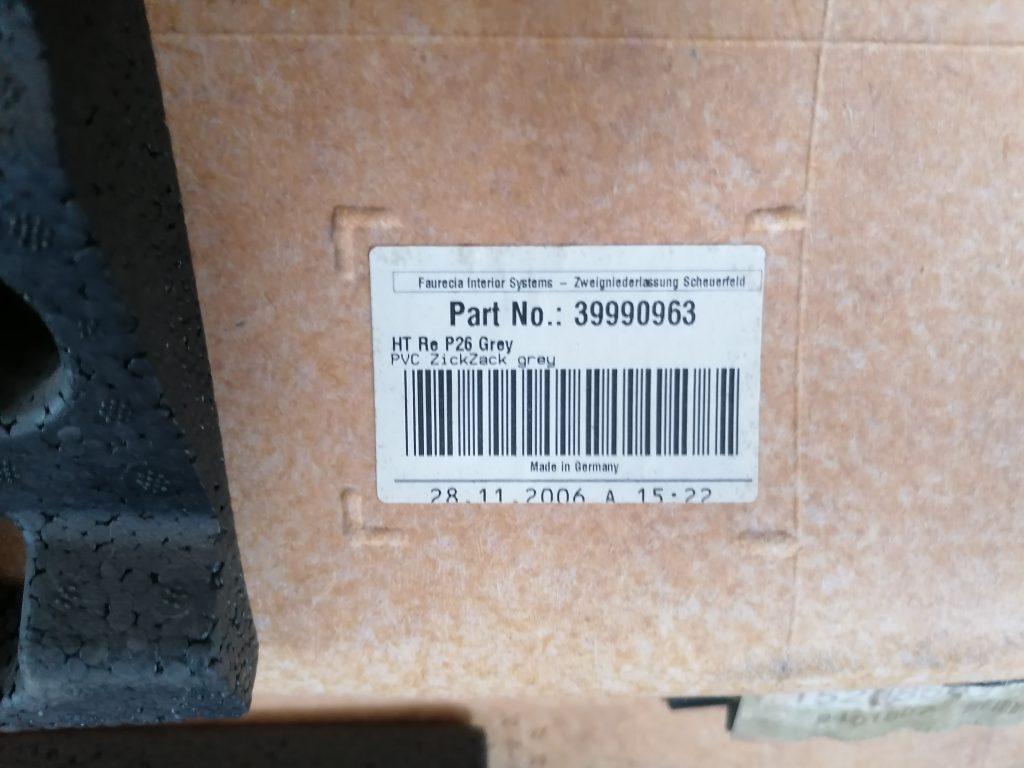 Faurecia Interior Systems – Zweigniederlassung Scheuerfeld
Part No.: 39990963
HT Re P26 Grey
PVC ZickZack grey
Made in Germany
28.11.2006 A 15:22